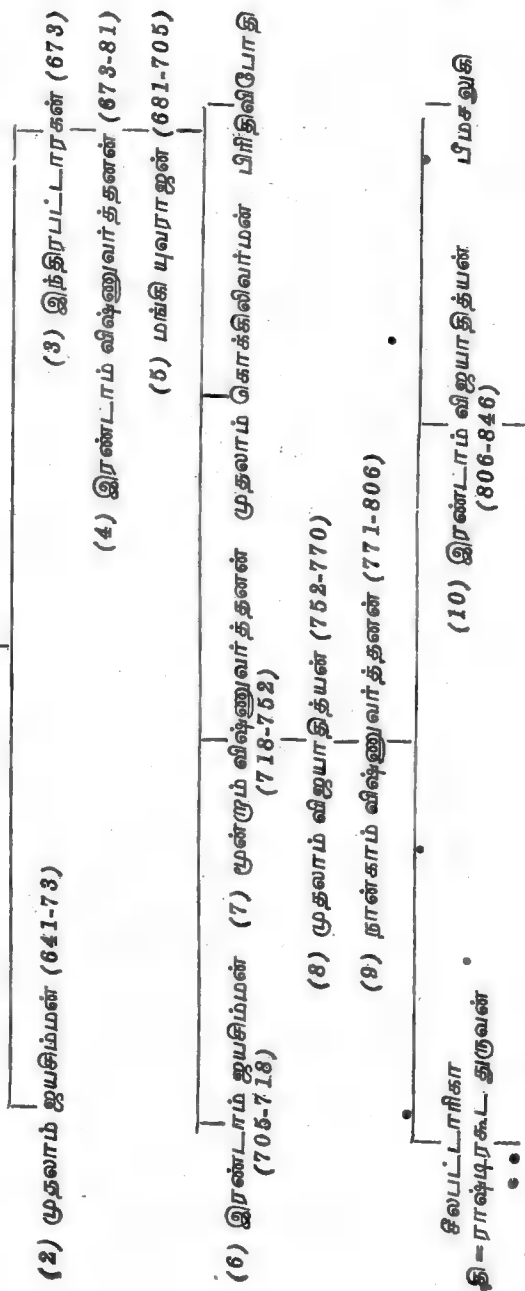 (2) முதலாம் ஜயசிம்மன் (641-73)
(3) இந்திரபட்டாரகன் (673)
(4) இரண்டாம் விஷ்ணுவர்த்தனன் (673-81)
(5) மங்கி யுவராஜன் (681-705)
(6) இரண்டாம் ஜயசிம்மன் (7) மூன்றாம் விஷ்ணுவர்த்தனன் முதலாம் கொக்கிலிவர்மன் பிரிதிவிபோதி
(705-718) (718-752)
(8) முதலாம் விஜயாதித்யன் (752-770)
(9) நான்காம் விஷ்ணுவர்த்தனன் (771-806)
சீலபட்டாரிகா (10) இரண்டாம் விஜயாதித்யன் பீமசலுகி
தி = ராஷ்டிரகூட துருவன் (806-846)